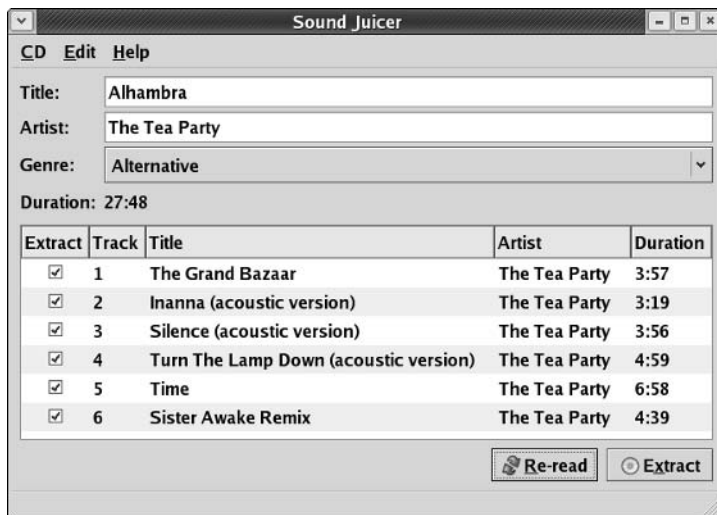 Sound Juicer
CD Edit Help
Title: Alhambra
Artist: The Tea Party
Genre: Alternative
Duration: 27:48
Extract Track Title Artist Duration
1 The Grand Bazaar The Tea Party 3:57
2 Inanna (acoustic version) The Tea Party 3:19
3 Silence (acoustic version) The Tea Party 3:56
4 Turn The Lamp Down (acoustic version) The Tea Party 4:59
5 Time The Tea Party 6:58
6 Sister Awake Remix The Tea Party 4:39
Re-read Extract